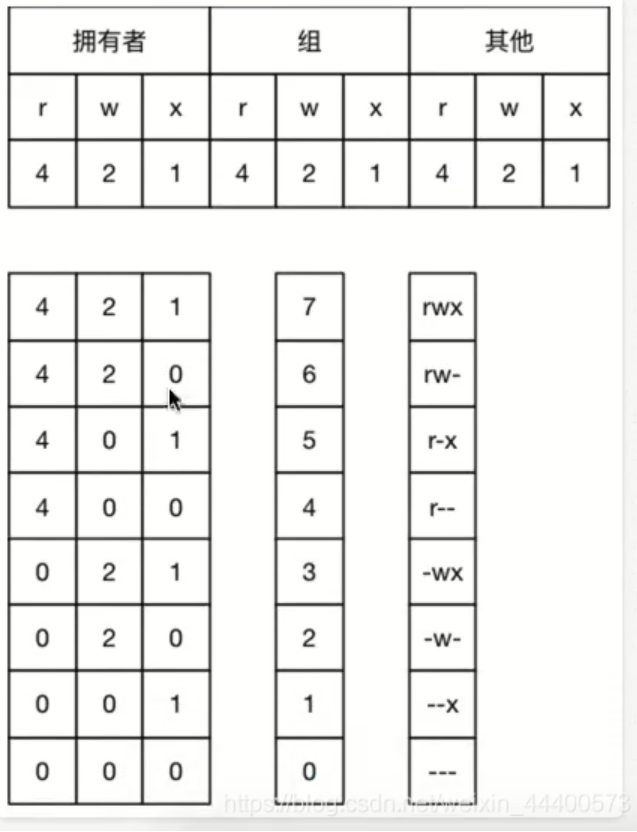 拥有者 组 其他
r w x r w x r w x
4 2 1 4 2 1 4 2 1
4 2 1 7 rwx
4 2 0 6 rw-
4 0 1 5 r-x
4 0 0 4 r--
0 2 1 3 -wx
0 2 0 2 -w-
0 0 1 1 --x
0 0 0 0 ---
https://blog.csdn.net/weixin_44400573